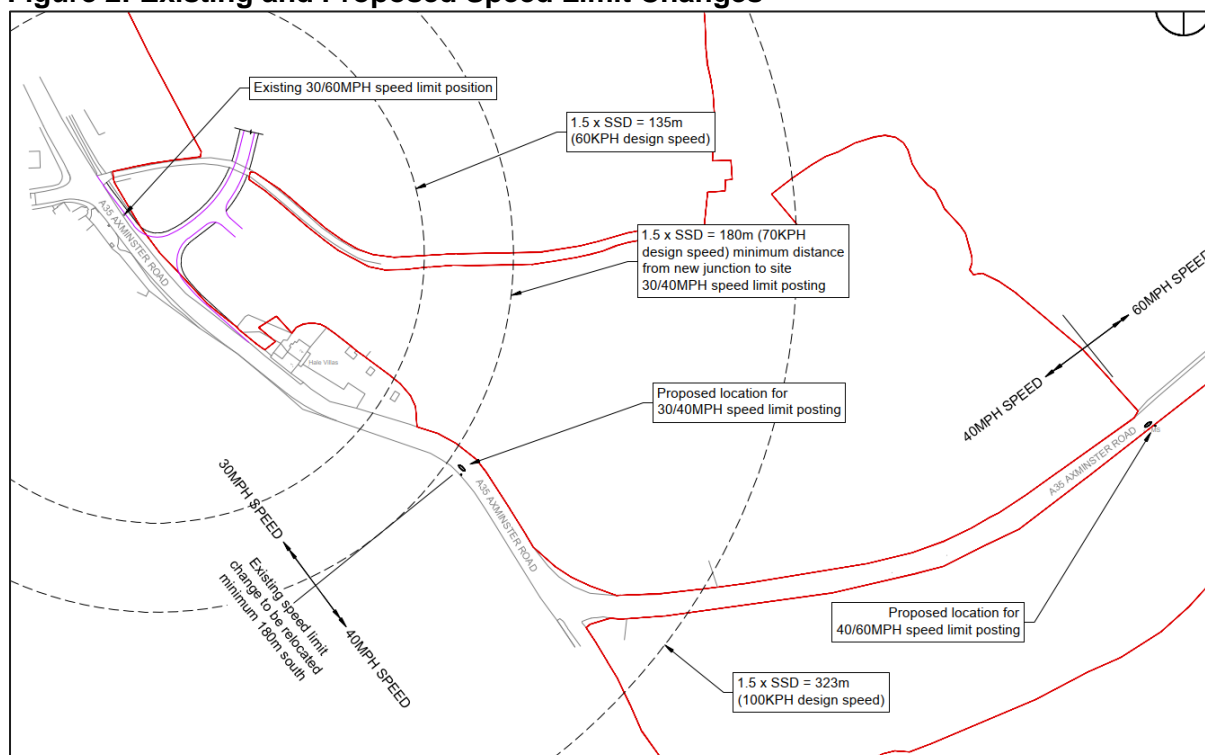 Figure 2: Existing and Proposed Speed Limit Changes
Existing 30/60MPH speed limit position
1.5 x SSD = 135m
(60KPH design speed)
1.5 x SSD = 180m (70KPH
design speed) minimum distance
from new junction to site
30/40MPH speed limit posting
A35 AXMINSTER ROAD
60MPH SPEED
40MPH SPEED
Hale Villas
Proposed location for
30/40MPH speed limit posting
A35 AXMINSTER ROAD
MS
30MPH SPEED
A35 AXMINSTER ROAD
Existing speed limit
change to be relocated
minimum 180m south
40MPH SPEED
Proposed location for
40/60MPH speed limit posting
1.5 x SSD = 323m
(100KPH design speed)